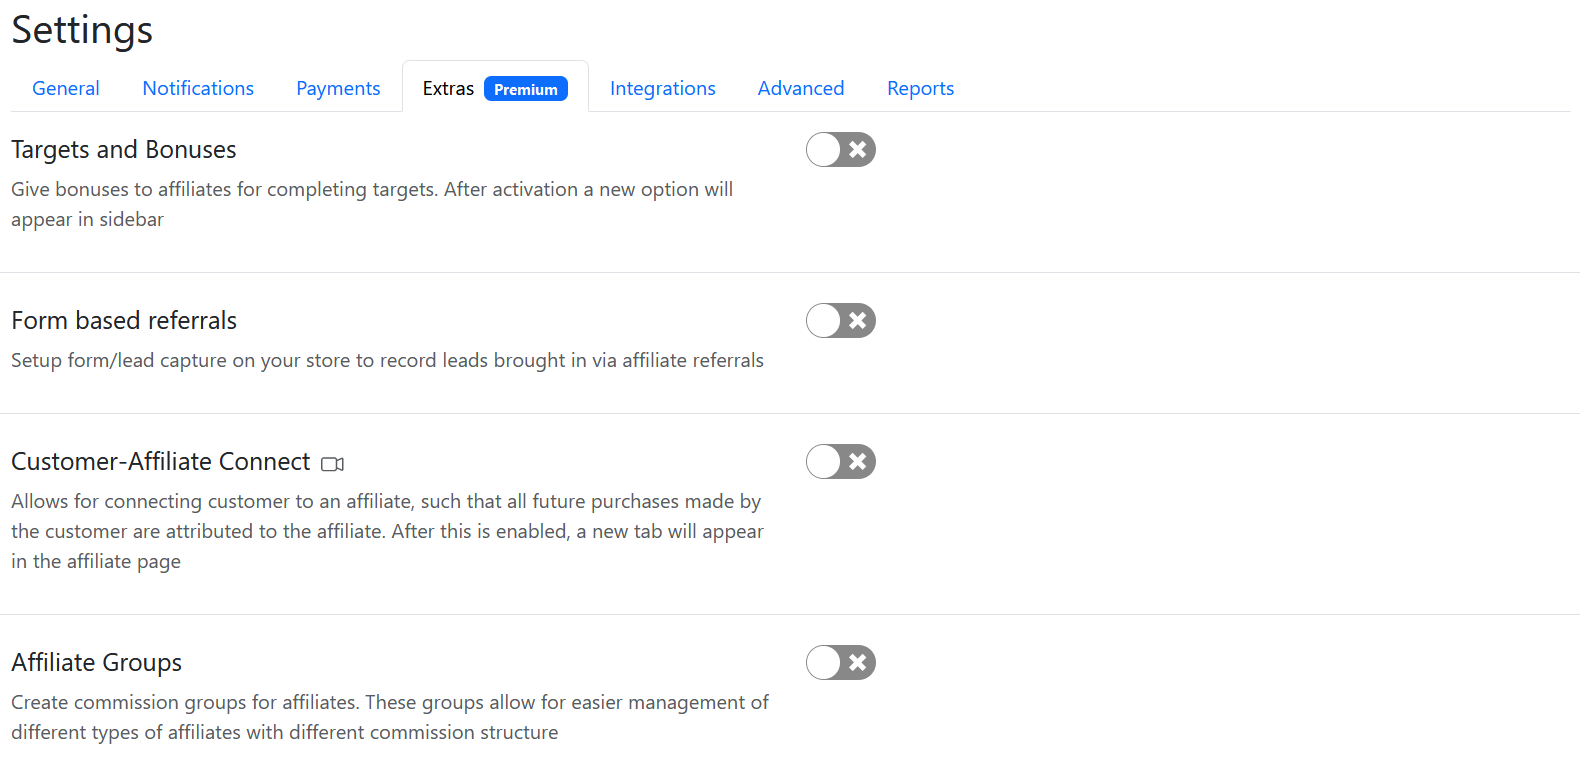 Settings
General Notifications Payments Extras Premium Integrations Advanced Reports
Targets and Bonuses
Give bonuses to affiliates for completing targets. After activation a new option will
appear in sidebar
Form based referrals
Setup form/lead capture on your store to record leads brought in via affiliate referrals
Customer-Affiliate Connect
Allows for connecting customer to an affiliate, such that all future purchases made by
the customer are attributed to the affiliate. After this is enabled, a new tab will appear
in the affiliate page
Affiliate Groups
Create commission groups for affiliates. These groups allow for easier management of
different types of affiliates with different commission structure